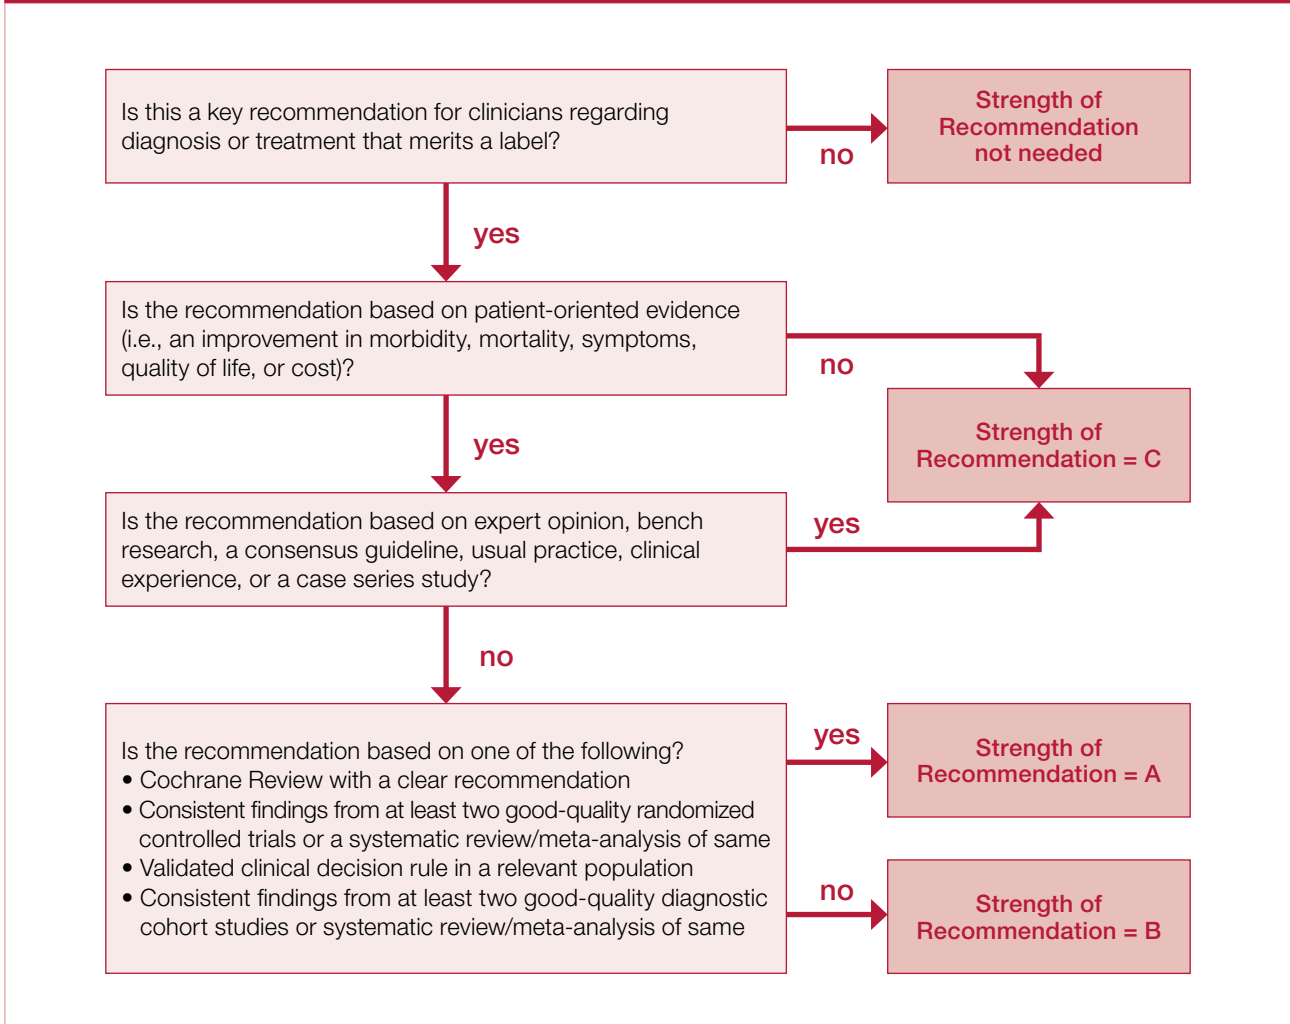 Is this a key recommendation for clinicians regarding
diagnosis or treatment that merits a label?
no
Strength of
Recommendation
not needed
yes
Is the recommendation based on patient-oriented evidence
(i.e., an improvement in morbidity, mortality, symptoms,
quality of life, or cost)?
no
Strength of
Recommendation = C
yes
Is the recommendation based on expert opinion, bench
research, a consensus guideline, usual practice, clinical
experience, or a case series study?
yes
no
Is the recommendation based on one of the following?
• Cochrane Review with a clear recommendation
• Consistent findings from at least two good-quality randomized
controlled trials or a systematic review/meta-analysis of same
• Validated clinical decision rule in a relevant population
• Consistent findings from at least two good-quality diagnostic
cohort studies or systematic review/meta-analysis of same
yes
Strength of
Recommendation = A
no
Strength of
Recommendation = B